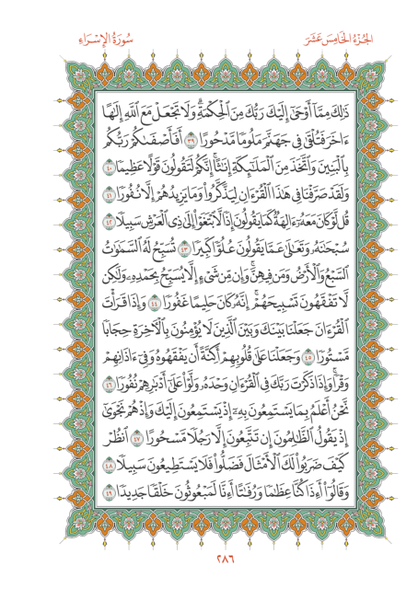 الجُزْءُ الخَامِسَ عَشَرَ
سُورَةُ الإِسْرَاءِ
ذَٰلِكَ مِمَّآ أَوْحَىٰٓ إِلَيْكَ رَبُّكَ مِنَ ٱلْحِكْمَةِ وَلَا تَجْعَلْ مَعَ ٱللَّهِ إِلَٰهًا
ءَاخَرَ فَتُلْقَىٰ فِى جَهَنَّمَ مَلُومًا مَّدْحُورًا ٣٩ أَفَأَصْفَىٰكُمْ رَبُّكُم
بِٱلْبَنِينَ وَٱتَّخَذَ مِنَ ٱلْمَلَٰٓئِكَةِ إِنَٰثًا إِنَّكُمْ لَتَقُولُونَ قَوْلًا عَظِيمًا ٤٠
وَلَقَدْ صَرَّفْنَا فِى هَٰذَا ٱلْقُرْءَانِ لِيَذَّكَّرُوا۟ وَمَا يَزِيدُهُمْ إِلَّا نُفُورًا ٤١
قُل لَّوْ كَانَ مَعَهُۥٓ ءَالِهَةٌ كَمَا يَقُولُونَ إِذًا لَّٱبْتَغَوْا۟ إِلَىٰ ذِى ٱلْعَرْشِ سَبِيلًا ٤٢
سُبْحَٰنَهُۥ وَتَعَٰلَىٰ عَمَّا يَقُولُونَ عُلُوًّا كَبِيرًا ٤٣ تُسَبِّحُ لَهُ ٱلسَّمَٰوَٰتُ
ٱلسَّبْعُ وَٱلْأَرْضُ وَمَن فِيهِنَّ وَإِن مِّن شَىْءٍ إِلَّا يُسَبِّحُ بِحَمْدِهِۦ وَلَٰكِن
لَّا تَفْقَهُونَ تَسْبِيحَهُمْ إِنَّهُۥ كَانَ حَلِيمًا غَفُورًا ٤٤ وَإِذَا قَرَأْتَ
ٱلْقُرْءَانَ جَعَلْنَا بَيْنَكَ وَبَيْنَ ٱلَّذِينَ لَا يُؤْمِنُونَ بِٱلْءَاخِرَةِ حِجَابًا
مَّسْتُورًا ٤٥ وَجَعَلْنَا عَلَىٰ قُلُوبِهِمْ أَكِنَّةً أَن يَفْقَهُوهُ وَفِىٓ ءَاذَانِهِمْ
وَقْرًا وَإِذَا ذَكَرْتَ رَبَّكَ فِى ٱلْقُرْءَانِ وَحْدَهُۥ وَلَّوْا۟ عَلَىٰٓ أَدْبَٰرِهِمْ نُفُورًا ٤٦
نَّحْنُ أَعْلَمُ بِمَا يَسْتَمِعُونَ بِهِۦٓ إِذْ يَسْتَمِعُونَ إِلَيْكَ وَإِذْ هُمْ نَجْوَىٰٓ
إِذْ يَقُولُ ٱلظَّٰلِمُونَ إِن تَتَّبِعُونَ إِلَّا رَجُلًا مَّسْحُورًا ٤٧ ٱنظُرْ
كَيْفَ ضَرَبُوا۟ لَكَ ٱلْأَمْثَالَ فَضَلُّوا۟ فَلَا يَسْتَطِيعُونَ سَبِيلًا ٤٨
وَقَالُوٓا۟ أَءِذَا كُنَّا عِظَٰمًا وَرُفَٰتًا أَءِنَّا لَمَبْعُوثُونَ خَلْقًا جَدِيدًا ٤٩
٢٨٦